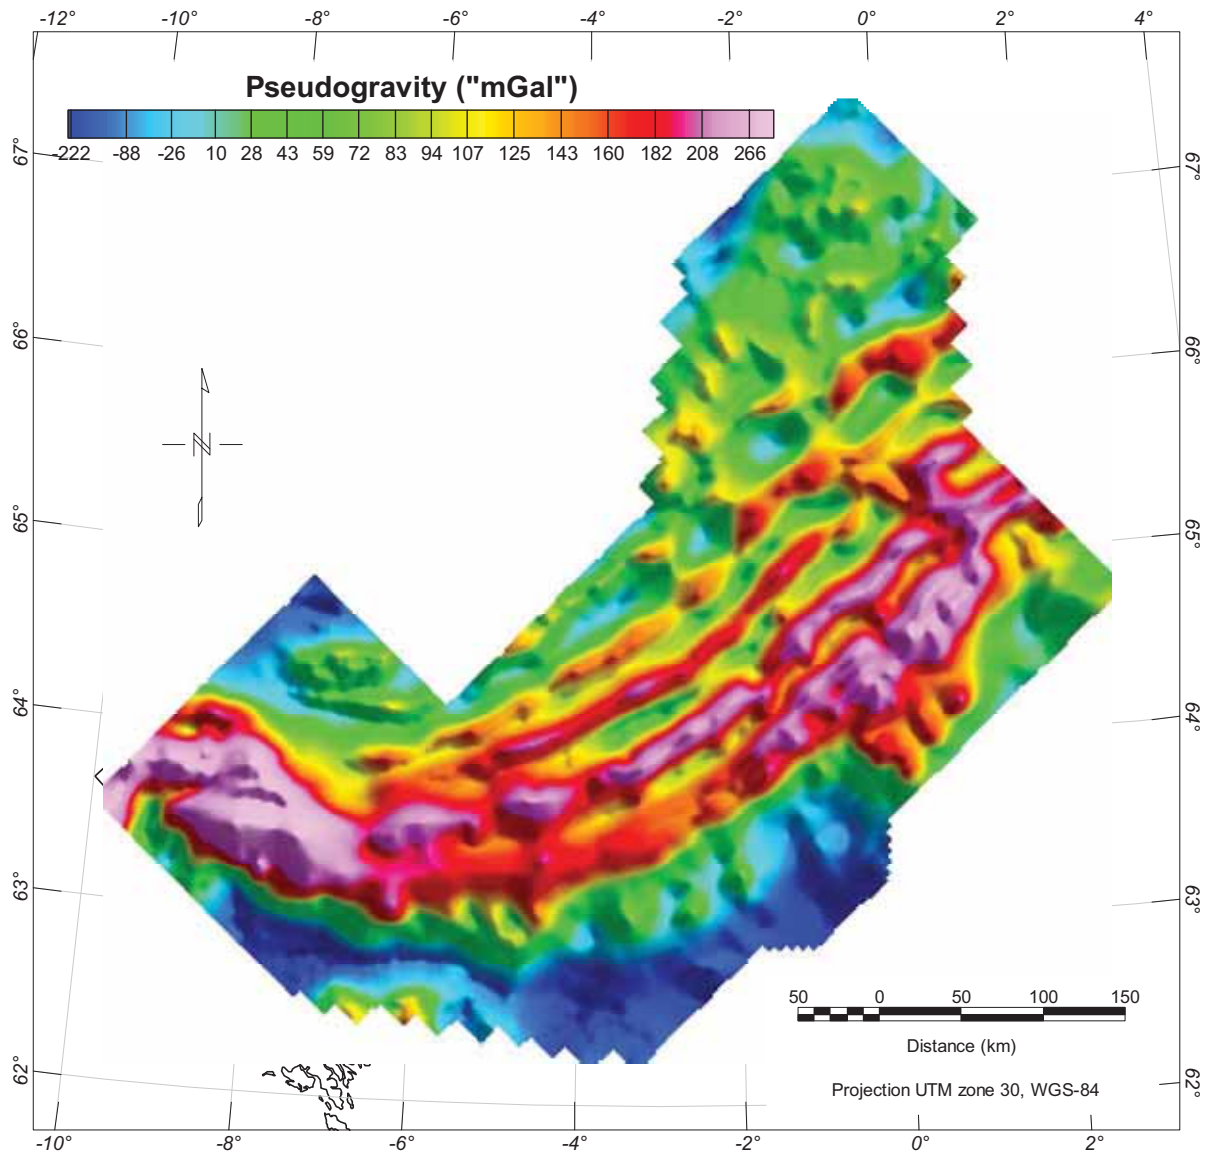 -12° -10° -8° -6° -4° -2° 0° 2° 4°
Pseudogravity ("mGal")
-222 -88 -26 10 28 43 59 72 83 94 107 125 143 160 182 208 266
67° 67°
66° 66°
N
65° 65°
64° 64°
63° 63°
50 0 50 100 150
Distance (km)
62° 62°
Projection UTM zone 30, WGS-84
-10° -8° -6° -4° -2° 0° 2°